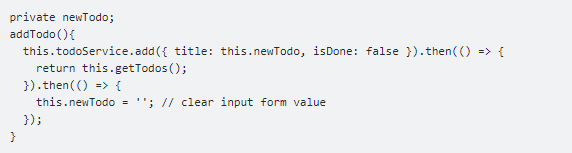 private newTodo;
addTodo(){
  this.todoService.add({ title: this.newTodo, isDone: false }).then(() => {
    return this.getTodos();
  }).then(() => {
    this.newTodo = ''; // clear input form value
  });
}